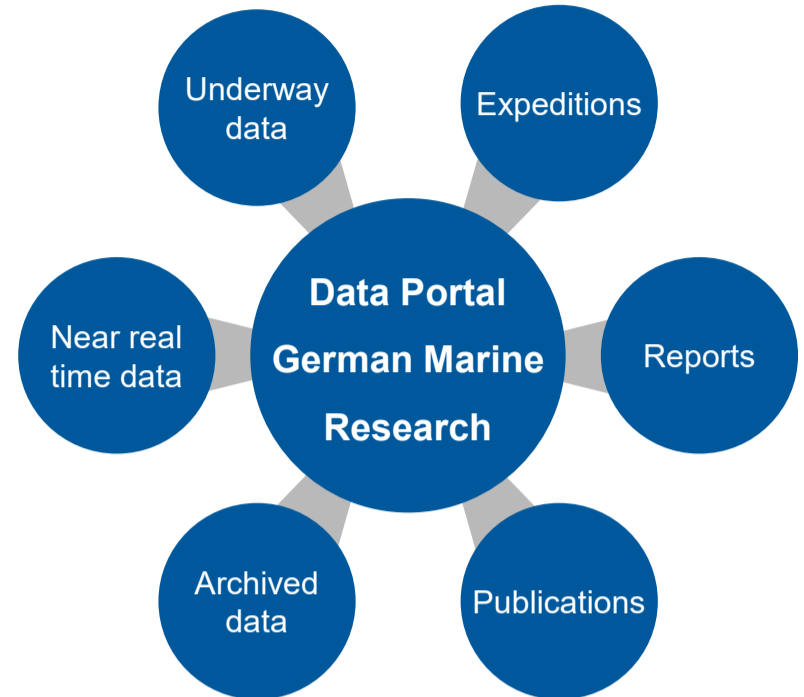 Underway
data
Expeditions
Data Portal
German Marine
Research
Near real
time data
Reports
Archived
data
Publications